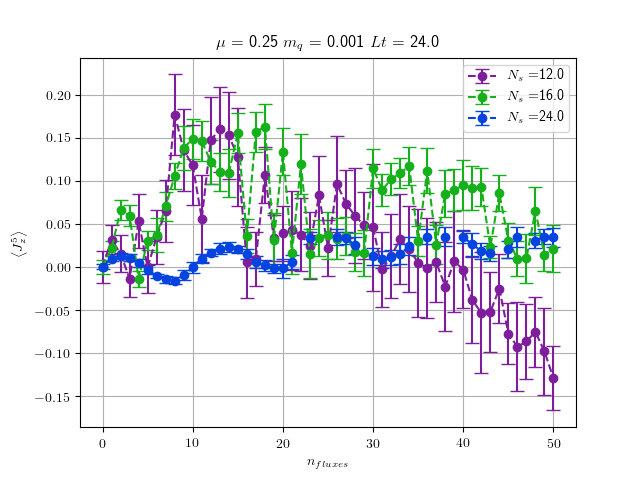 μ = 0.25 m_q = 0.001 Lt = 24.0
N_s =12.0
N_s =16.0
N_s =24.0
⟨J_z^5⟩
0.20
0.15
0.10
0.05
0.00
−0.05
−0.10
−0.15
0 10 20 30 40 50
n_fluxes